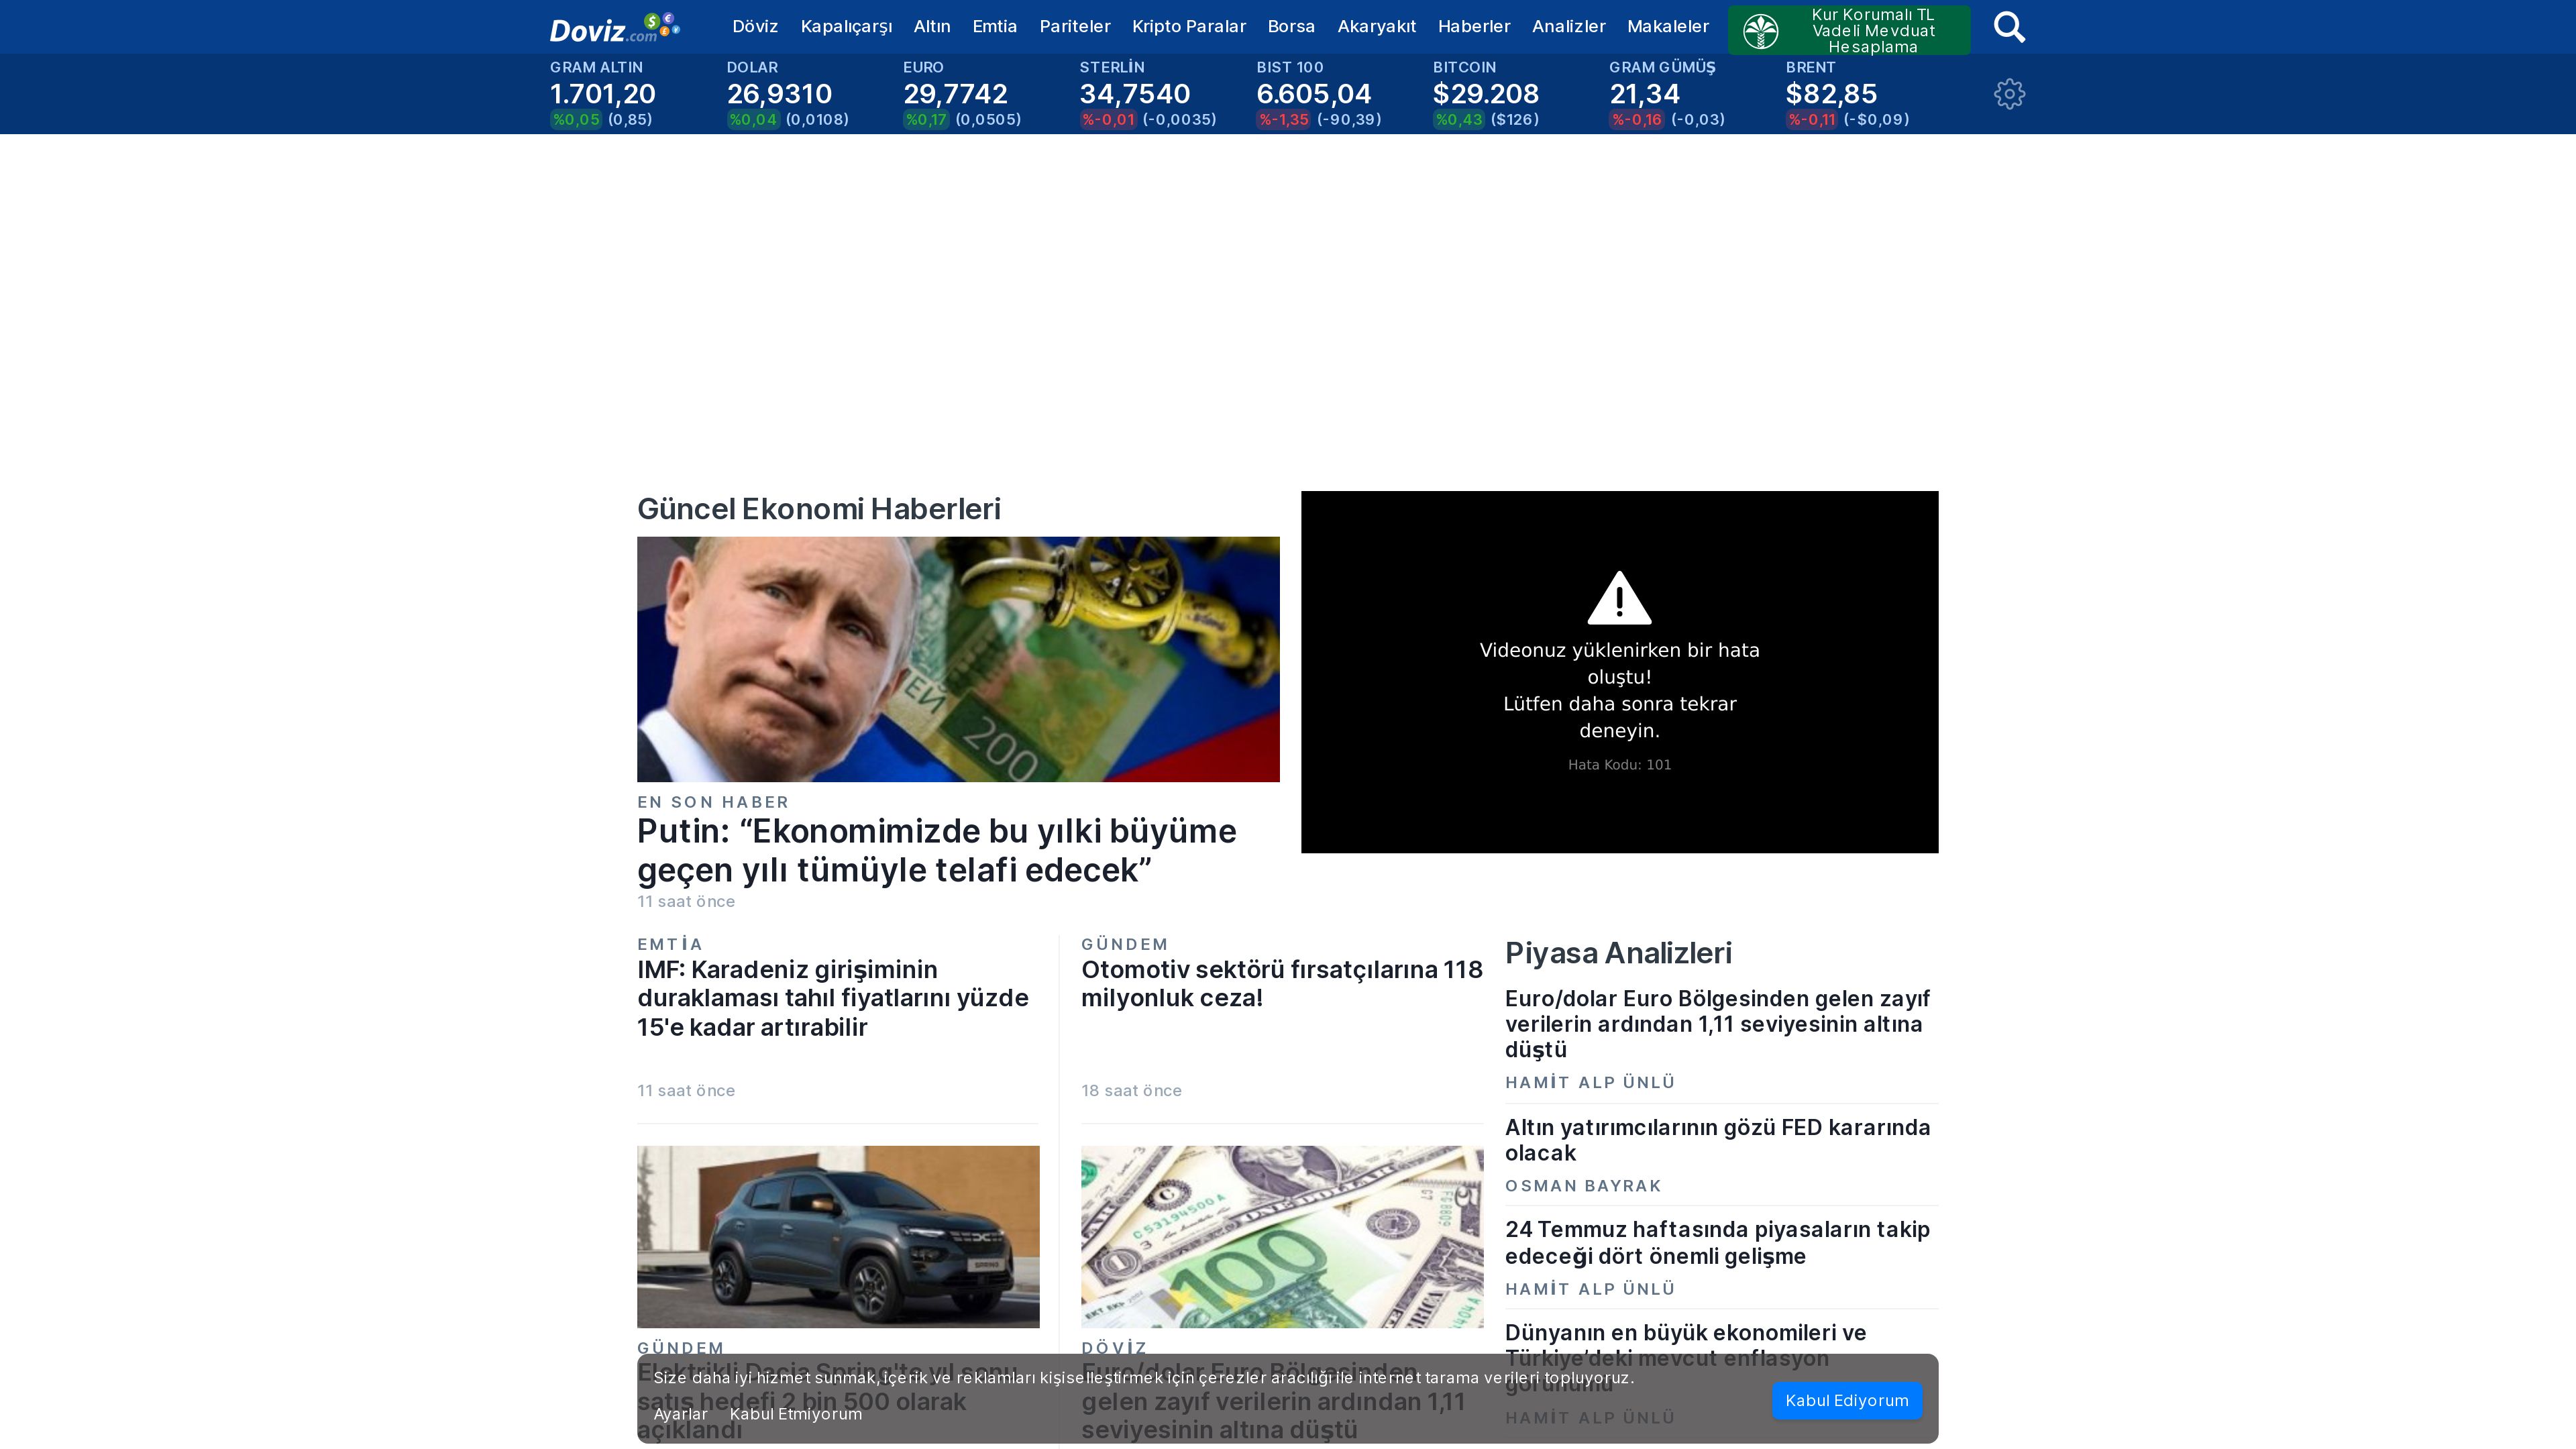 Doviz.com
Döviz Kapalıçarşı Altın Emtia Pariteler Kripto Paralar Borsa Akaryakıt Haberler Analizler Makaleler
Kur Korumalı TL
Vadeli Mevduat
Hesaplama
GRAM ALTIN DOLAR EURO STERLİN BIST 100 BITCOIN GRAM GÜMÜŞ BRENT
1.701,20 26,9310 29,7742 34,7540 6.605,04 $29.208 21,34 $82,85
%0,05 (0,85) %0,04 (0,0108) %0,17 (0,0505) %-0,01 (-0,0035) %-1,35 (-90,39) %0,43 ($126) %-0,16 (-0,03) %-0,11 (-$0,09)
Güncel Ekonomi Haberleri
200
EN SON HABER
Putin: “Ekonomimizde bu yılki büyüme
geçen yılı tümüyle telafi edecek”
11 saat önce
Videonuz yüklenirken bir hata
oluştu!
Lütfen daha sonra tekrar
deneyin.
Hata Kodu: 101
EMTİA
IMF: Karadeniz girişiminin
duraklaması tahıl fiyatlarını yüzde
15'e kadar artırabilir
11 saat önce
GÜNDEM
Otomotiv sektörü fırsatçılarına 118
milyonluk ceza!
18 saat önce
SPRING
GÜNDEM
Elektrikli Dacia Spring'te yıl sonu
satış hedefi 2 bin 500 olarak
açıklandı
C53194500A
100
DÖVİZ
Euro/dolar Euro Bölgesinden
gelen zayıf verilerin ardından 1,11
seviyesinin altına düştü
Piyasa Analizleri
Euro/dolar Euro Bölgesinden gelen zayıf
verilerin ardından 1,11 seviyesinin altına
düştü
HAMİT ALP ÜNLÜ
Altın yatırımcılarının gözü FED kararında
olacak
OSMAN BAYRAK
24 Temmuz haftasında piyasaların takip
edeceği dört önemli gelişme
HAMİT ALP ÜNLÜ
Dünyanın en büyük ekonomileri ve
Türkiye’deki mevcut enflasyon
görünümü
HAMİT ALP ÜNLÜ
Size daha iyi hizmet sunmak, içerik ve reklamları kişiselleştirmek için çerezler aracılığı ile internet tarama verileri topluyoruz.
Ayarlar Kabul Etmiyorum
Kabul Ediyorum